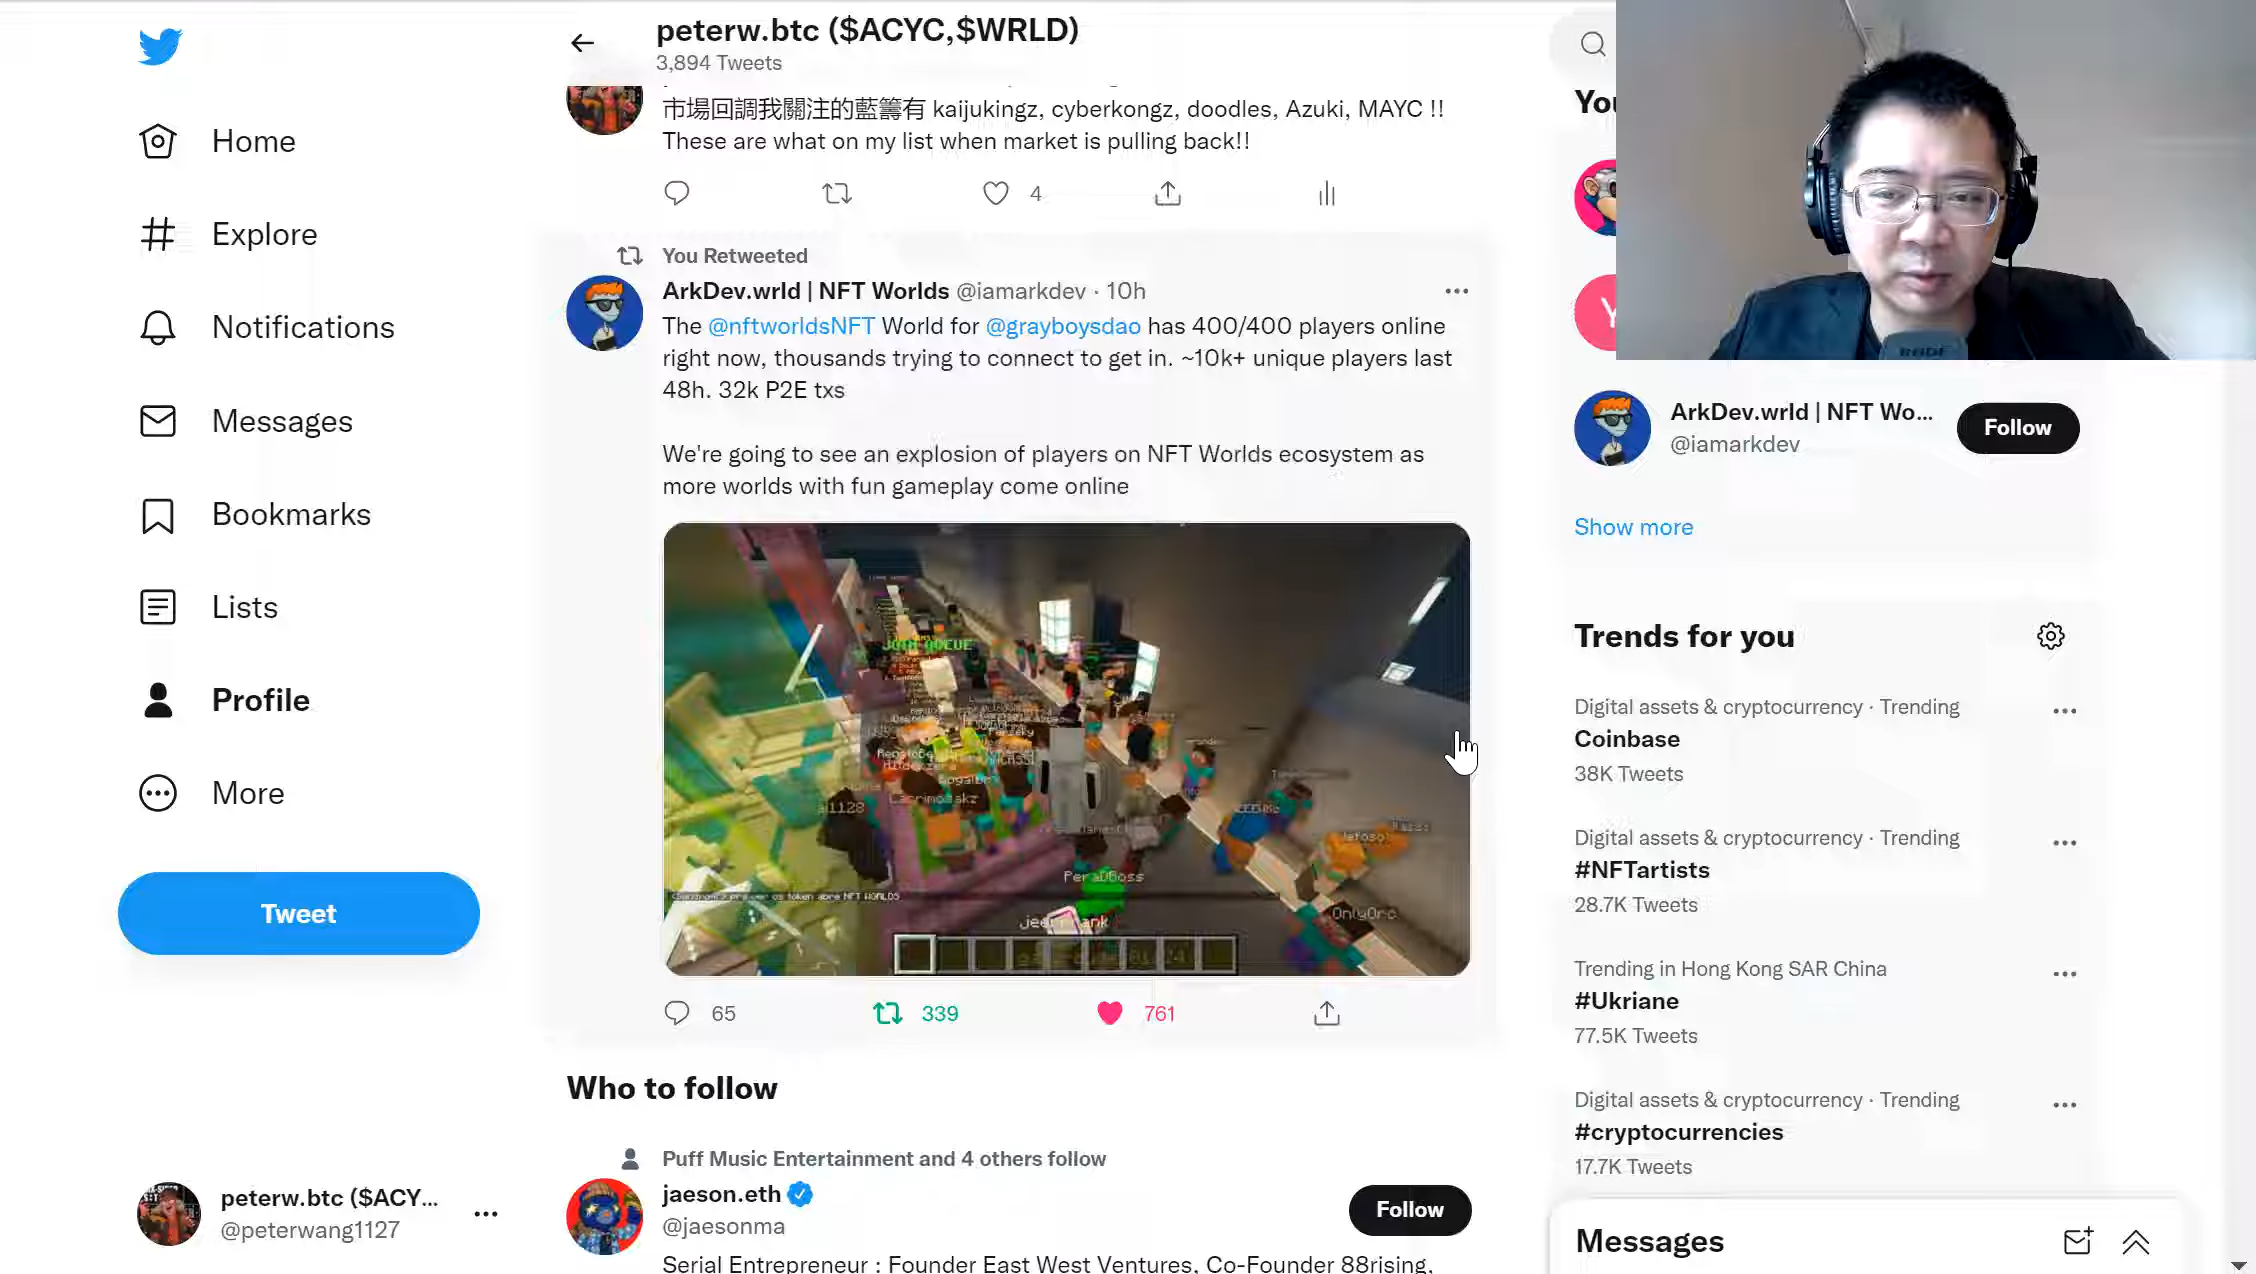 peterw.btc ($ACYC,$WRLD)
3,894 Tweets
Home
Explore
Notifications
Messages
Bookmarks
Lists
Profile
More
Tweet
peterw.btc ($ACY...
@peterwang1127
市場回調我關注的藍籌有 kaijukingz, cyberkongz, doodles, Azuki, MAYC !!
These are what on my list when market is pulling back!!
4
You Retweeted
ArkDev.wrld | NFT Worlds @iamarkdev · 10h
The @nftworldsNFT World for @grayboysdao has 400/400 players online
right now, thousands trying to connect to get in. ~10k+ unique players last
48h. 32k P2E txs
We're going to see an explosion of players on NFT Worlds ecosystem as
more worlds with fun gameplay come online
JOIN QUEUE
PeraDBoss
OnlyOrc
65
339
761
Who to follow
Puff Music Entertainment and 4 others follow
jaeson.eth
@jaesonma
Follow
Serial Entrepreneur : Founder East West Ventures, Co-Founder 88rising,
You
Y
RODE
ArkDev.wrld | NFT Wo...
@iamarkdev
Follow
Show more
Trends for you
Digital assets & cryptocurrency · Trending
Coinbase
38K Tweets
Digital assets & cryptocurrency · Trending
#NFTartists
28.7K Tweets
Trending in Hong Kong SAR China
#Ukriane
77.5K Tweets
Digital assets & cryptocurrency · Trending
#cryptocurrencies
17.7K Tweets
Messages